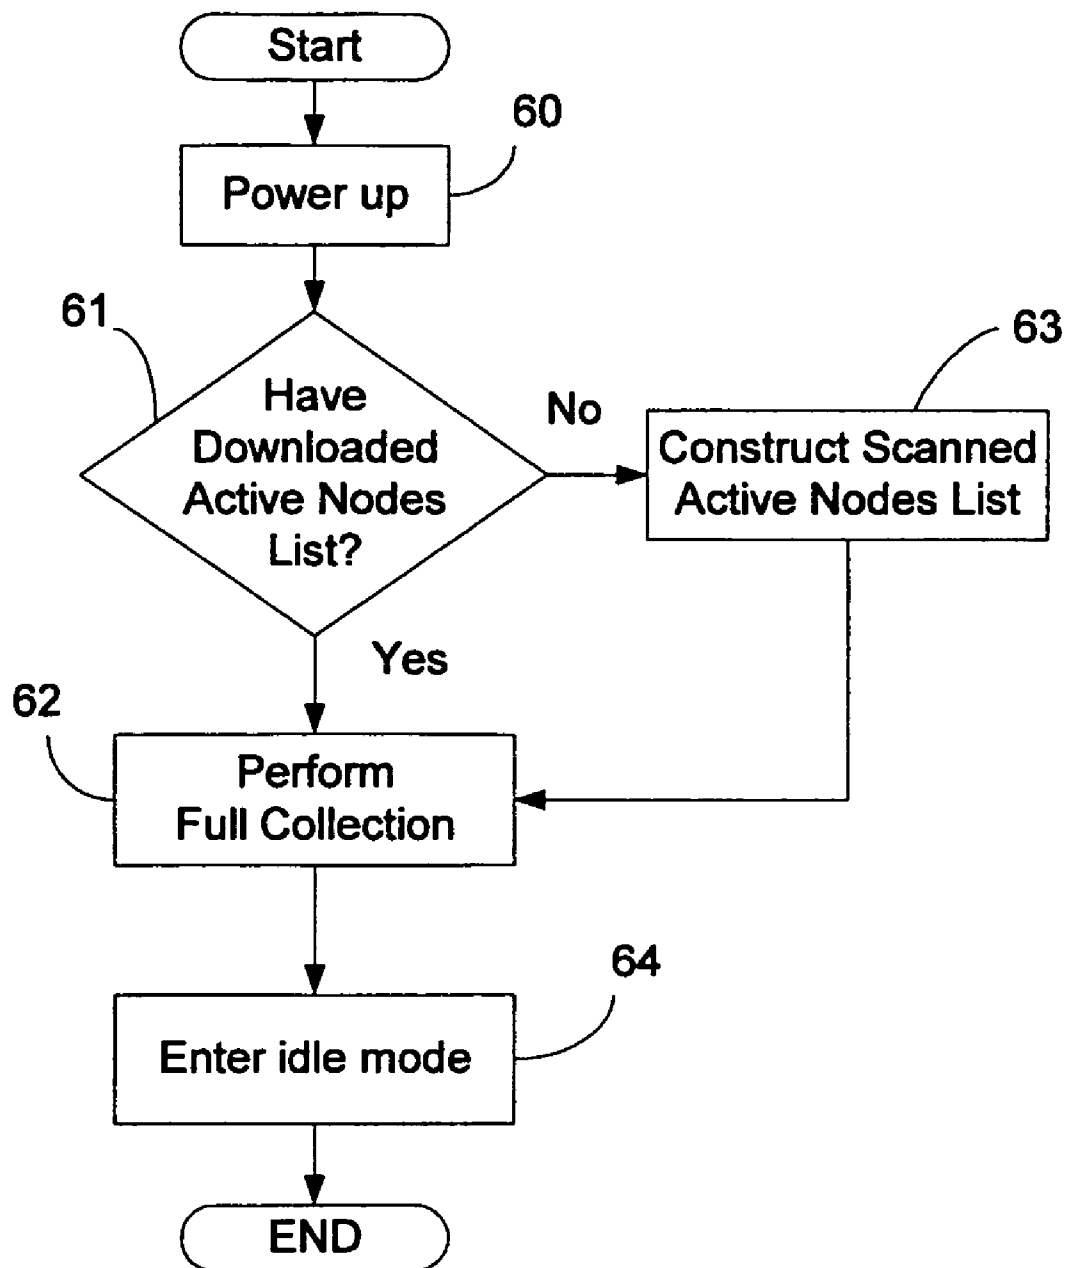 Start
60
Power up
61
63
Have
Downloaded
Active Nodes
List?
No
Construct Scanned
Active Nodes List
Yes
62
Perform
Full Collection
64
Enter idle mode
END